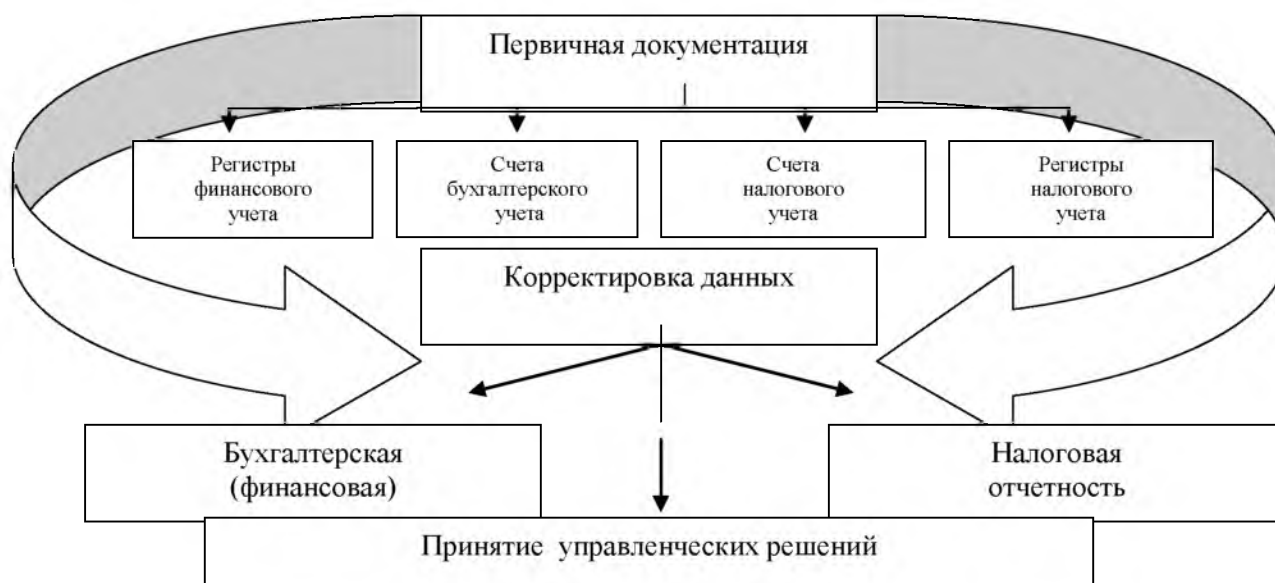 Первичная документация
Регистры
финансового
учета
Счета
бухгалтерского
учета
Счета
налогового
учета
Регистры
налогового
учета
Корректировка данных
Бухгалтерская
(финансовая)
Налоговая
отчетность
Принятие управленческих решений